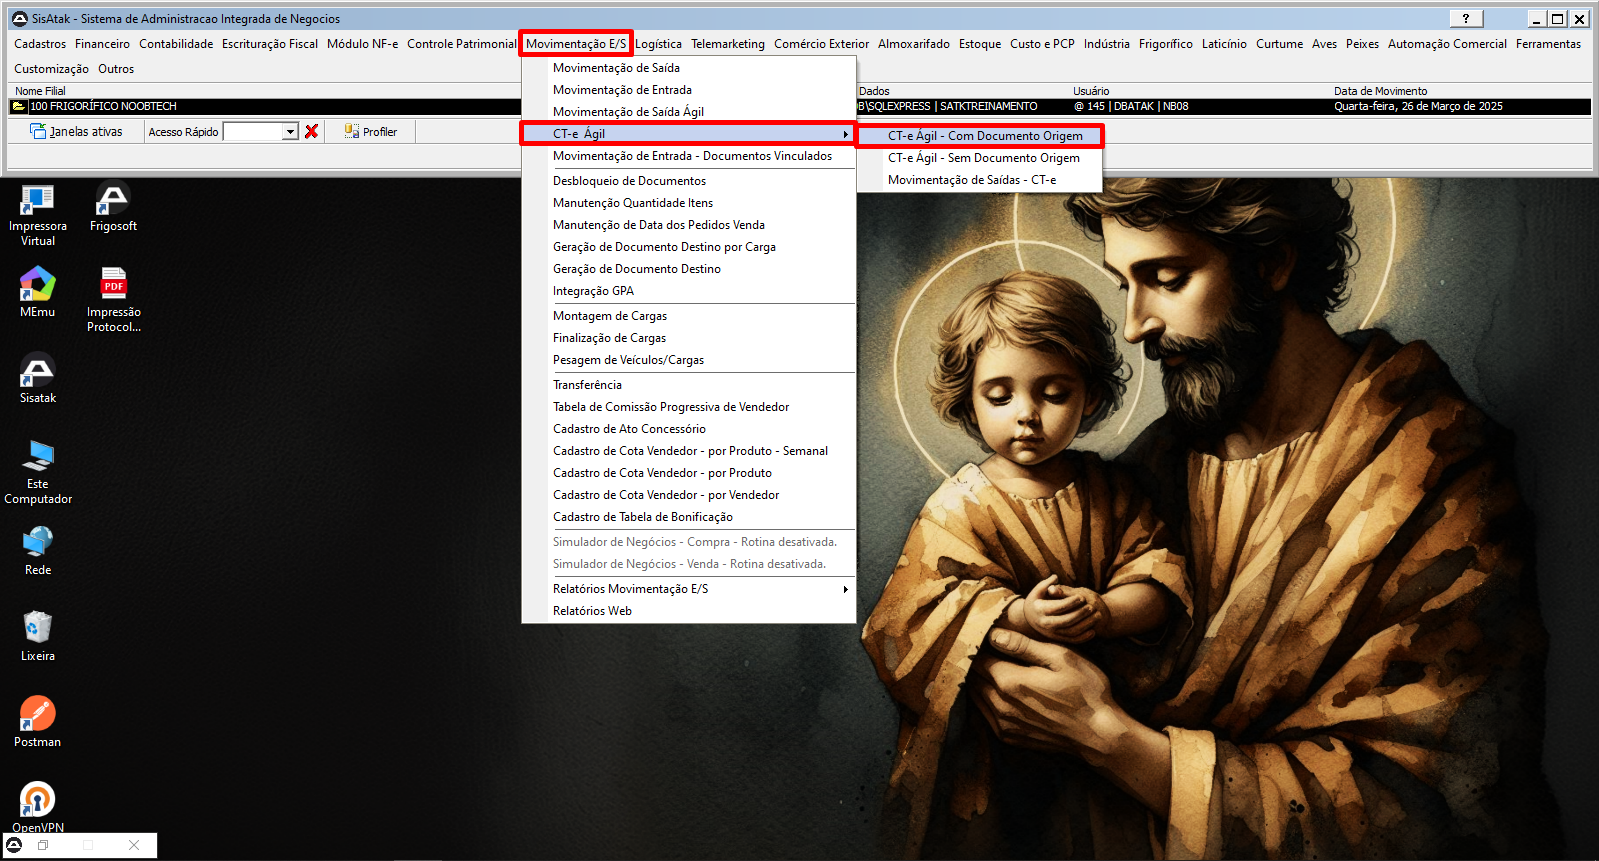 SisAtak - Sistema de Administracao Integrada de Negocios
?
Cadastros Financeiro Contabilidade Escrituração Fiscal Módulo NF-e Controle Patrimonial Movimentação E/S Logística Telemarketing Comércio Exterior Almoxarifado Estoque Custo e PCP Indústria Frigorífico Laticínio Curtume Aves Peixes Automação Comercial Ferramentas
Customização Outros
Nome Filial Dados Usuário Data de Movimento
100 FRIGORÍFICO NOOBTECH \SQLEXPRESS | SATKTREINAMENTO @ 145 | DBATAK | NB08 Quarta-feira, 26 de Março de 2025
Janelas ativas Acesso Rápido Profiler
Movimentação de Saída
Movimentação de Entrada
Movimentação de Saída Ágil
CT-e Ágil
Movimentação de Entrada - Documentos Vinculados
Desbloqueio de Documentos
Manutenção Quantidade Itens
Manutenção de Data dos Pedidos Venda
Geração de Documento Destino por Carga
Geração de Documento Destino
Integração GPA
Montagem de Cargas
Finalização de Cargas
Pesagem de Veículos/Cargas
Transferência
Tabela de Comissão Progressiva de Vendedor
Cadastro de Ato Concessório
Cadastro de Cota Vendedor - por Produto - Semanal
Cadastro de Cota Vendedor - por Produto
Cadastro de Cota Vendedor - por Vendedor
Cadastro de Tabela de Bonificação
Simulador de Negócios - Compra - Rotina desativada.
Simulador de Negócios - Venda - Rotina desativada.
Relatórios Movimentação E/S
Relatórios Web
CT-e Ágil - Com Documento Origem
CT-e Ágil - Sem Documento Origem
Movimentação de Saídas - CT-e
Impressora
Virtual
Frigosoft
MEmu
PDF
Impressão
Protocol...
Sisatak
Este
Computador
Rede
Lixeira
Postman
OpenVPN